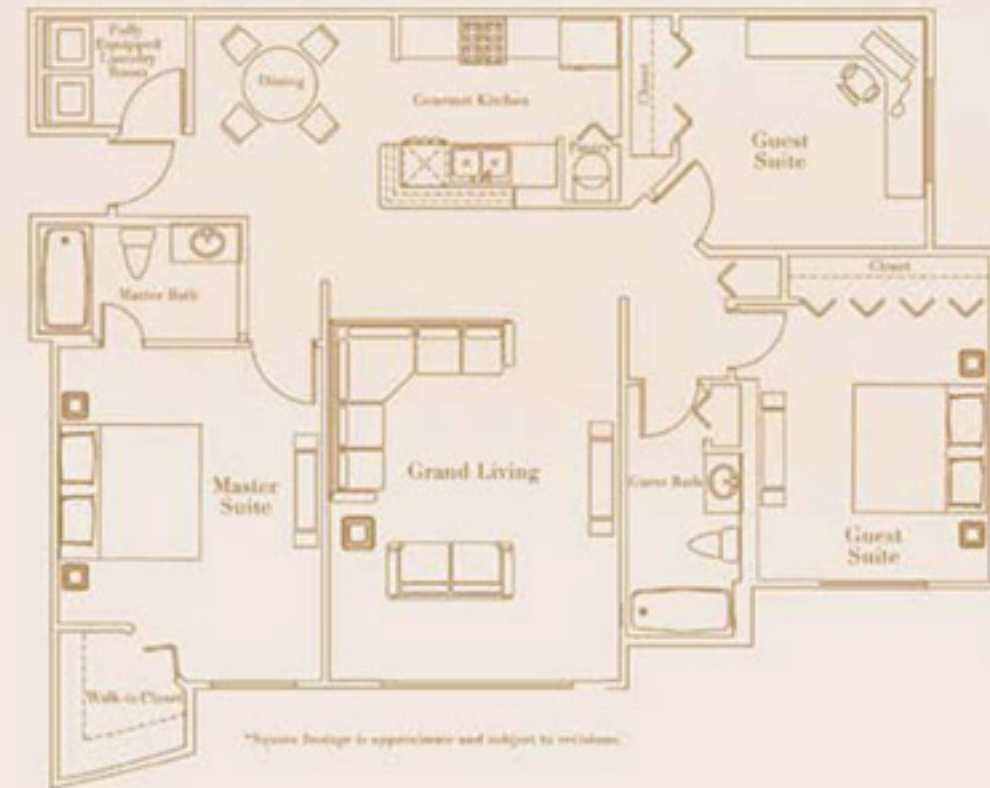 Fully
Equipped
Laundry
Room
Dining
Gourmet Kitchen
Closet
Pantry
Guest
Suite
Master Bath
Closet
Master
Suite
Grand Living
Guest Bath
Guest
Suite
Walk-in Closet
*Square footage is approximate and subject to revisions.